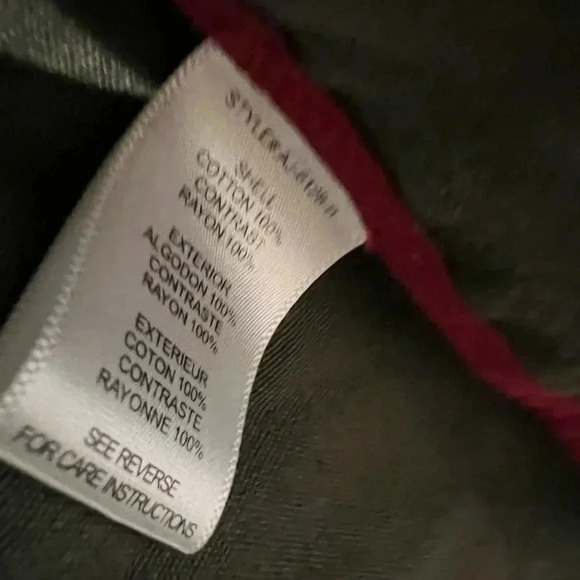 SHELL
COTTON 100%
CONTRAST
RAYON 100%
EXTERIOR
ALGODON 100%
CONTRASTE
RAYON 100%
EXTERIEUR
COTON 100%
CONTRASTE
RAYONNE 100%
SEE REVERSE
FOR CARE INSTRUCTIONS